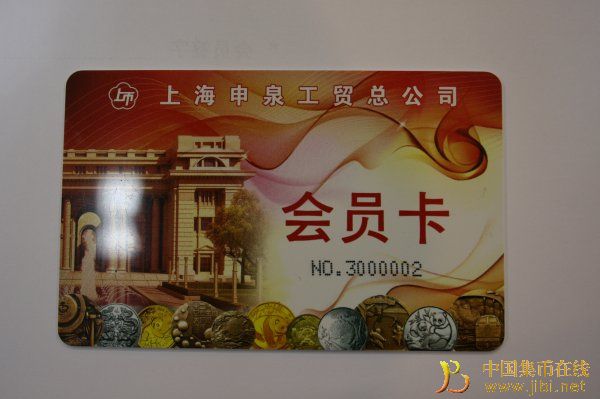 上海申泉工贸总公司
会员卡
NO.3000002
中国集币在线
www.jibi.net